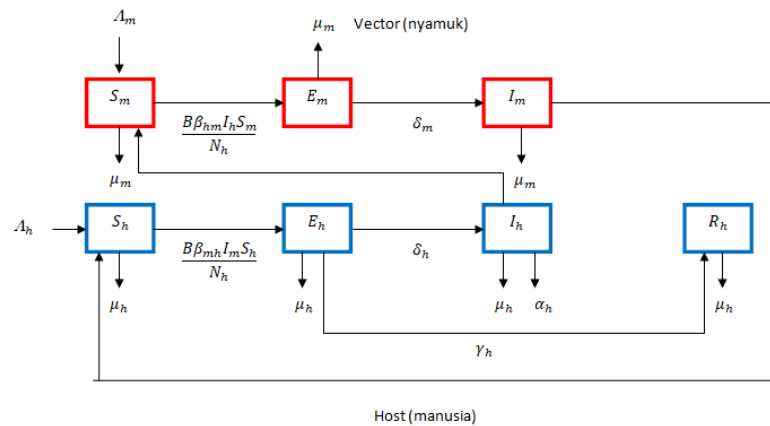 Λm
μm Vector (nyamuk)
Sm Em Im
Bβhm Ih Sm
Nh
δm
μm μm
Λh Sh Eh Ih Rh
Bβmh Im Sh
Nh
δh
μh μh μh αh μh
γh
Host (manusia)